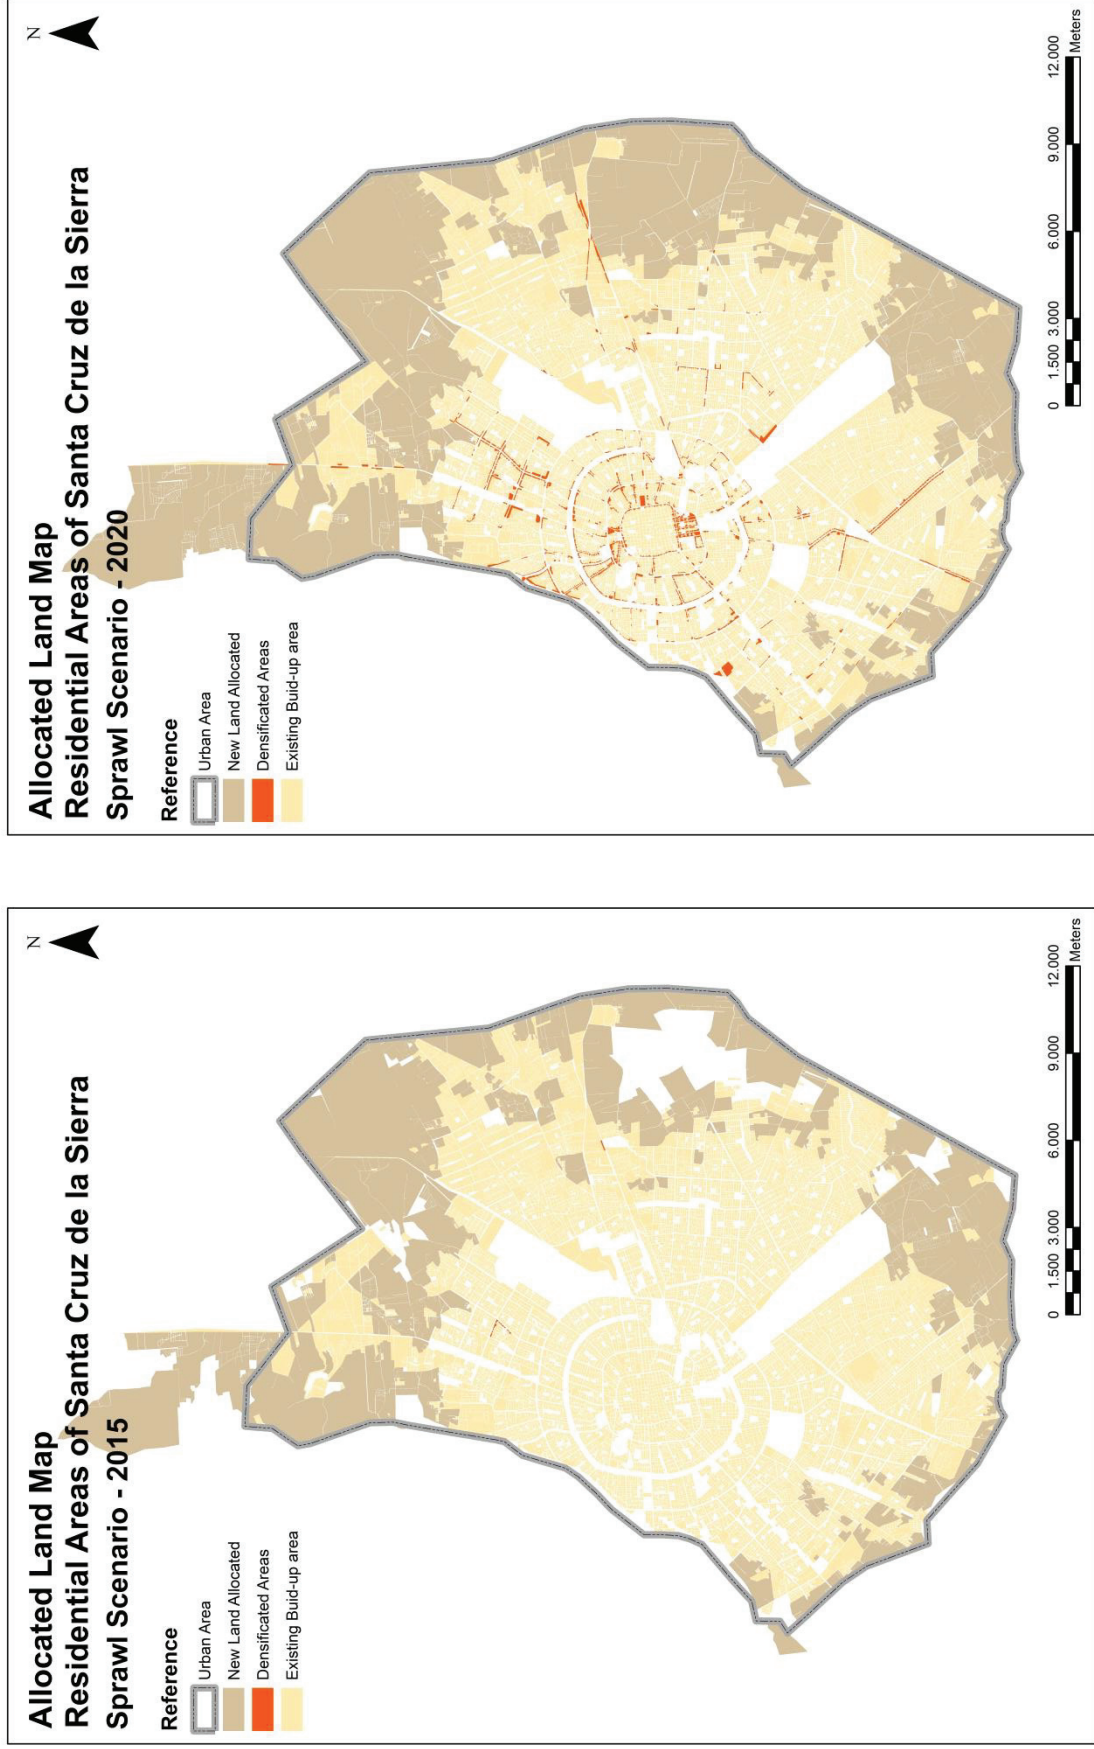 Allocated Land Map
Residential Areas of Santa Cruz de la Sierra
Sprawl Scenario - 2015
Reference
Urban Area
New Land Allocated
Densificated Areas
Existing Buid-up area
N
0 1.500 3.000 6.000 9.000 12.000
Meters
Allocated Land Map
Residential Areas of Santa Cruz de la Sierra
Sprawl Scenario - 2020
Reference
Urban Area
New Land Allocated
Densificated Areas
Existing Buid-up area
N
0 1.500 3.000 6.000 9.000 12.000
Meters